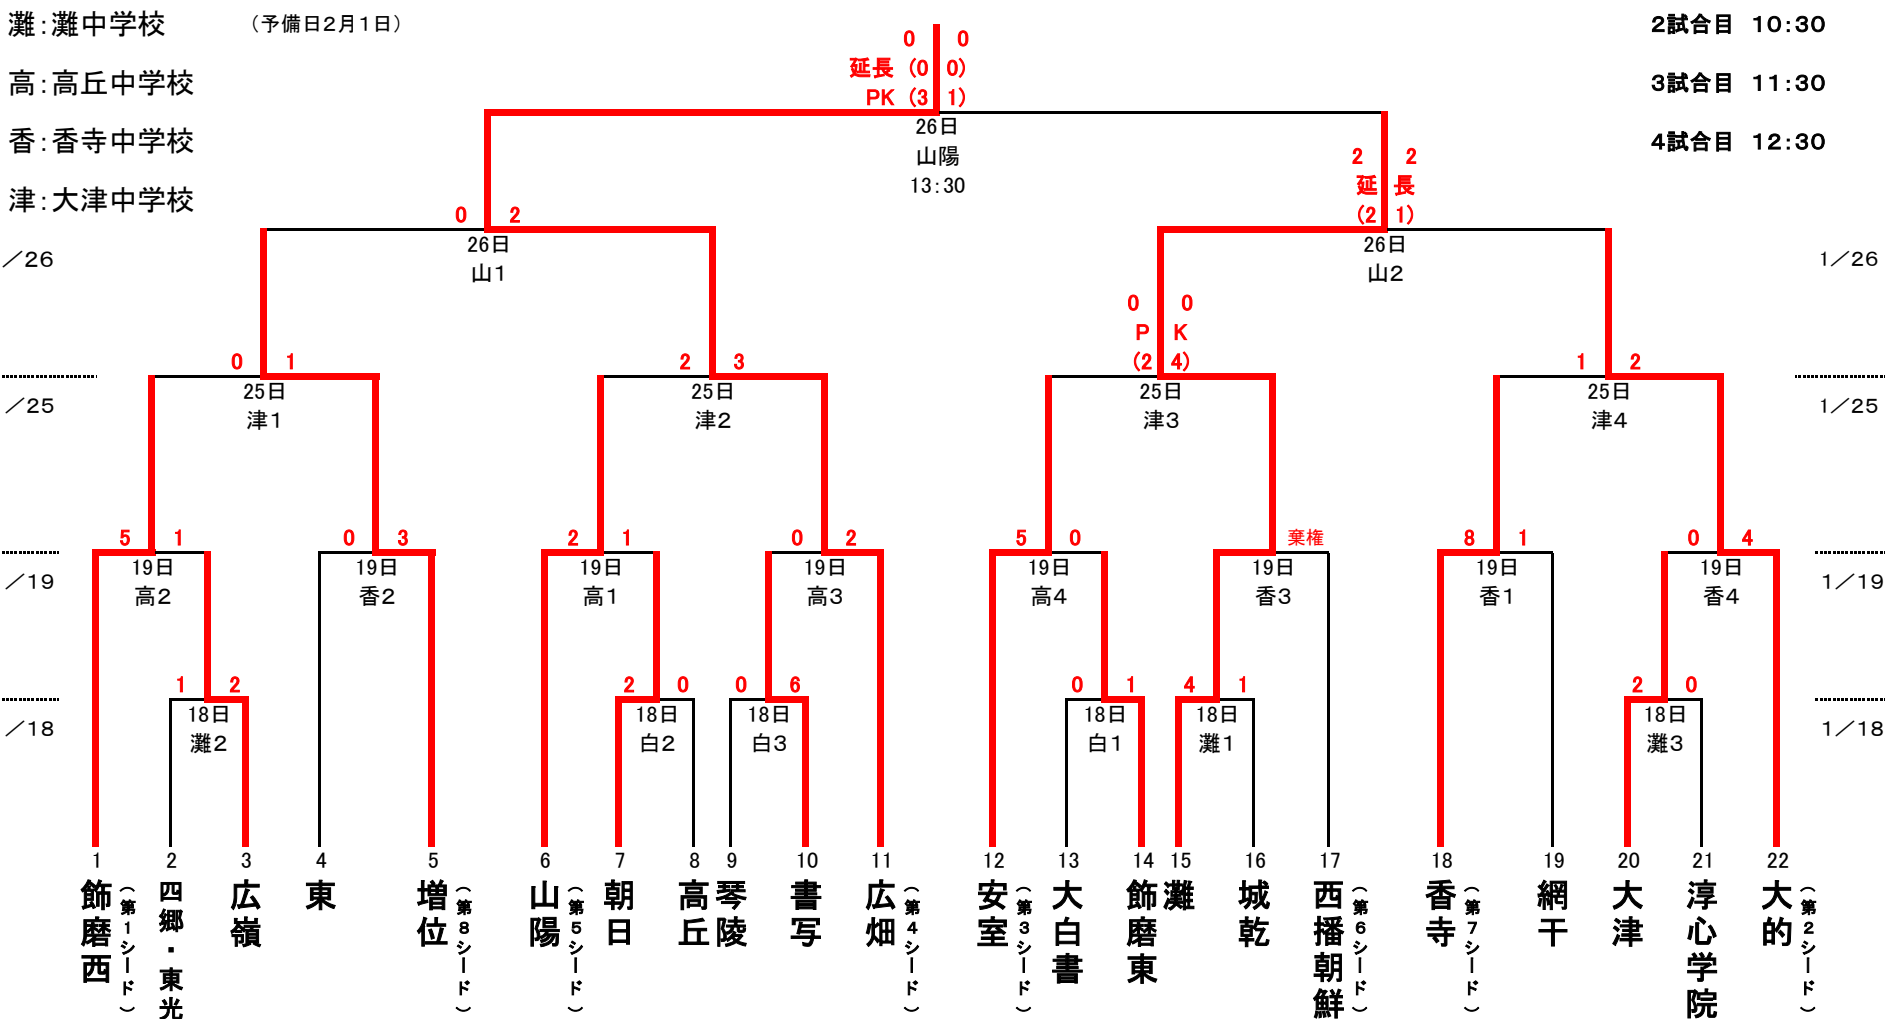 灘：灘中学校　（予備日２月１日）　２試合目　１０：３０
高：高丘中学校　３試合目　１１：３０
香：香寺中学校　４試合目　１２：３０
津：大津中学校
0 0
延長 (0 0)
PK (3 1)
26日
山陽
13：30
2 2
延 長
(2 1)
0 2
26日
山1
26日
山2
／26
1／26
0 0
P K
(2 4)
0 1
2 3
1 2
25日
津1
25日
津2
25日
津3
25日
津4
／25
1／25
5 1
0 3
2 1
0 2
5 0
棄権
8 1
0 4
19日
高2
19日
香2
19日
高1
19日
高3
19日
高4
19日
香3
19日
香1
19日
香4
／19
1／19
1 2
2 0
0 6
0 1
4 1
2 0
18日
灘2
18日
白2
18日
白3
18日
白1
18日
灘1
18日
灘3
／18
1／18
1 2 3 4 5 6 7 8 9 10 11 12 13 14 15 16 17 18 19 20 21 22
飾磨西
（第1シード）
四郷・東光
広嶺
東
増位
（第8シード）
山陽
（第5シード）
朝日
高丘
琴陵
書写
広畑
（第4シード）
安室
（第3シード）
大白書
飾磨東
灘
城乾
西播朝鮮
（第6シード）
香寺
（第7シード）
網干
大津
淳心学院
大的
（第2シード）